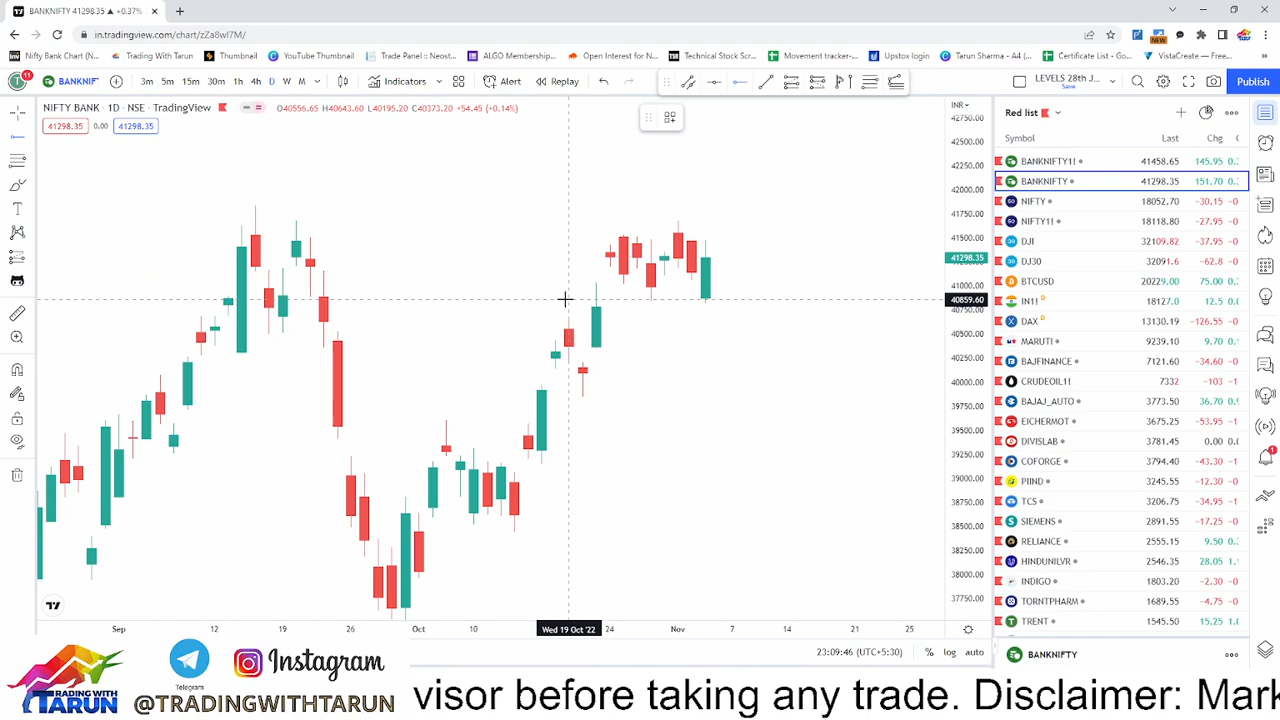 BANKNIFTY 41298.35 ▲ +0.37%
in.tradingview.com/chart/zZa8wI7M/
Nifty Bank Chart (N...
Trading With Tarun
Thumbnail
YouTube Thumbnail
Trade Panel :: Noti...
ALGO Membership...
Open Interest for N...
Technical Stock Scr...
Movement tracker-...
Upstox login
Tarun Sharma - A4 (...
Certificate List - Go...
VistaCreate — Free...
NEW
11
BANKNIF
3m 5m 15m 30m 1h 4h D W M
Indicators
Alert
Replay
LEVELS 28th J...
Save
Publish
NIFTY BANK · 1D · NSE · TradingView
O40556.65 H40643.60 L40195.20 C40373.20 +54.45 (+0.14%)
41298.35 0.00 41298.35
INR
42750.00
42500.00
42250.00
42000.00
41750.00
41500.00
41298.35
41000.00
40859.60
40500.00
40250.00
40000.00
39750.00
39500.00
39250.00
39000.00
38750.00
38500.00
38250.00
38000.00
37750.00
Sep 12 19 26 Oct 10 Wed 19 Oct '22 24 Nov 7 14 21 25
23:09:46 (UTC+5:30) % log auto
Red list
Symbol Last Chg
BANKNIFTY1! 41458.65 145.95
BANKNIFTY 41298.35 151.70
NIFTY 18052.70 -30.15
NIFTY1! 18118.80 -27.95
DJI 32109.82 -37.95
DJ30 32091.6 -62.8
BTCUSD 20229.00 75.00
IN1! D 18127.0 12.5
DAX D 13130.19 -126.55
MARUTI 9239.10 9.70
BAJFINANCE 7121.60 -34.60
CRUDEOIL1! 7332 -103
BAJAJ_AUTO 3773.50 36.70
EICHERMOT 3675.25 -53.95
DIVISLAB 3781.45 0.00
COFORGE 3794.40 -43.30
PIIND 3245.55 -12.30
TCS 3206.75 -34.95
SIEMENS 2891.55 -17.25
RELIANCE 2555.15 9.50
HINDUNILVR 2546.35 28.05
INDIGO 1803.20 -2.30
TORNTPHARM 1689.55 -4.75
TRENT 1545.50 15.25
BANKNIFTY
TRADING WITH
TARUN
Telegram
Instagram
@TRADINGWITHTARUN
visor before taking any trade. Disclaimer: Mark